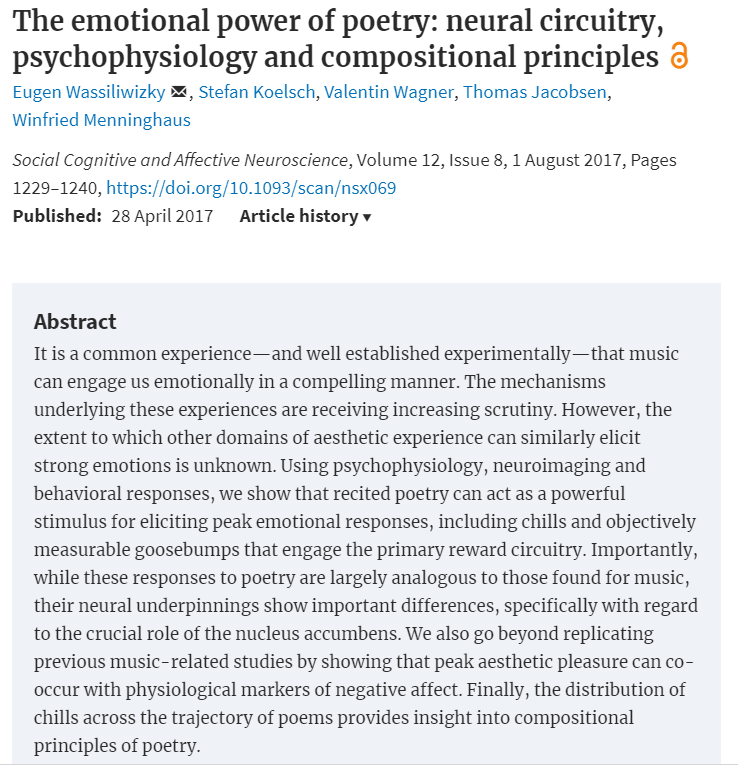 The emotional power of poetry: neural circuitry,
psychophysiology and compositional principles
Eugen Wassiliwizky, Stefan Koelsch, Valentin Wagner, Thomas Jacobsen,
Winfried Menninghaus
Social Cognitive and Affective Neuroscience, Volume 12, Issue 8, 1 August 2017, Pages
1229–1240, https://doi.org/10.1093/scan/nsx069
Published: 28 April 2017 Article history ▾
Abstract
It is a common experience—and well established experimentally—that music
can engage us emotionally in a compelling manner. The mechanisms
underlying these experiences are receiving increasing scrutiny. However, the
extent to which other domains of aesthetic experience can similarly elicit
strong emotions is unknown. Using psychophysiology, neuroimaging and
behavioral responses, we show that recited poetry can act as a powerful
stimulus for eliciting peak emotional responses, including chills and objectively
measurable goosebumps that engage the primary reward circuitry. Importantly,
while these responses to poetry are largely analogous to those found for music,
their neural underpinnings show important differences, specifically with regard
to the crucial role of the nucleus accumbens. We also go beyond replicating
previous music-related studies by showing that peak aesthetic pleasure can co-
occur with physiological markers of negative affect. Finally, the distribution of
chills across the trajectory of poems provides insight into compositional
principles of poetry.